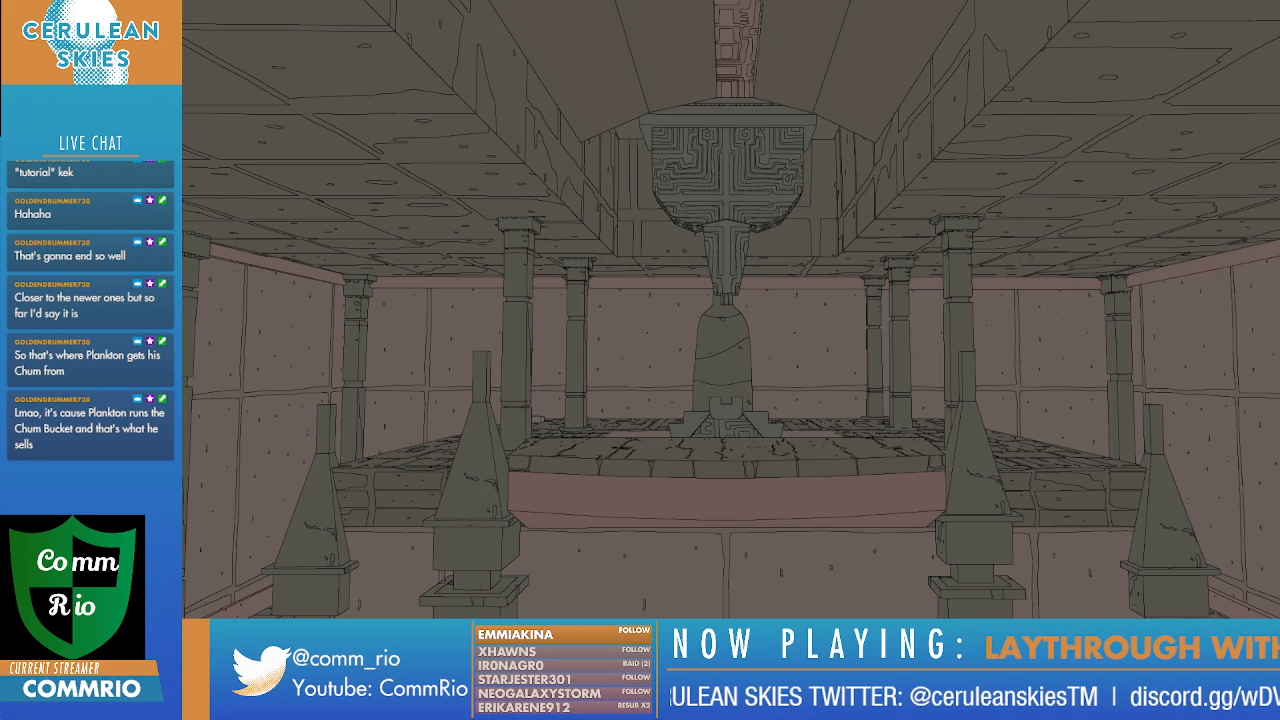 CERULEAN
SKIES
LIVE CHAT
"tutorial" kek
GOLDENDRUMMER730
Hahaha
GOLDENDRUMMER730
That's gonna end so well
GOLDENDRUMMER730
Closer to the newer ones but so
far I'd say it is
GOLDENDRUMMER730
So that's where Plankton gets his
Chum from
GOLDENDRUMMER730
Lmao, it's cause Plankton runs the
Chum Bucket and that's what he
sells
Comm
Rio
CURRENT STREAMER
COMMRIO
@comm_rio
Youtube: CommRio
EMMIAKINA FOLLOW
XHAWNS FOLLOW
IR0NAGR0 RAID (2)
STARJESTER301 FOLLOW
NEOGALAXYSTORM FOLLOW
ERIKARENE912 RESUB X2
NOW PLAYING: LAYTHROUGH WITH
RULEAN SKIES TWITTER: @ceruleanskiesTM | discord.gg/wDV